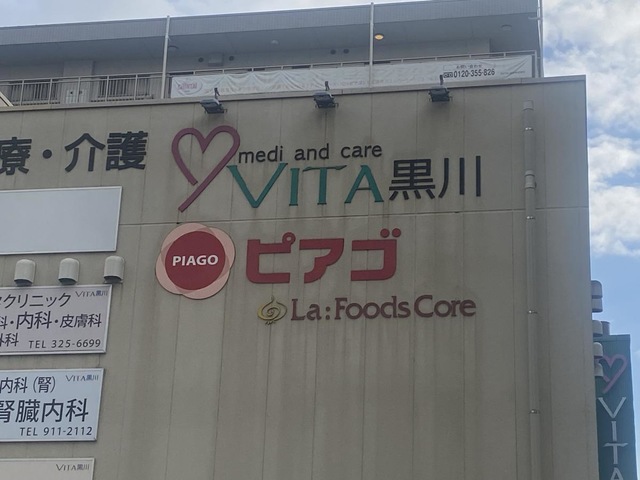 0120-355-826
療・介護
medi and care
VITA黒川
PIAGO
ピアゴ
La:Foods Core
クリニック VITA黒川
科・内科・皮膚科
外科
TEL 325-6699
内科(腎) VITA黒川
腎臓内科
TEL 911-2112
VITA黒川
VITA